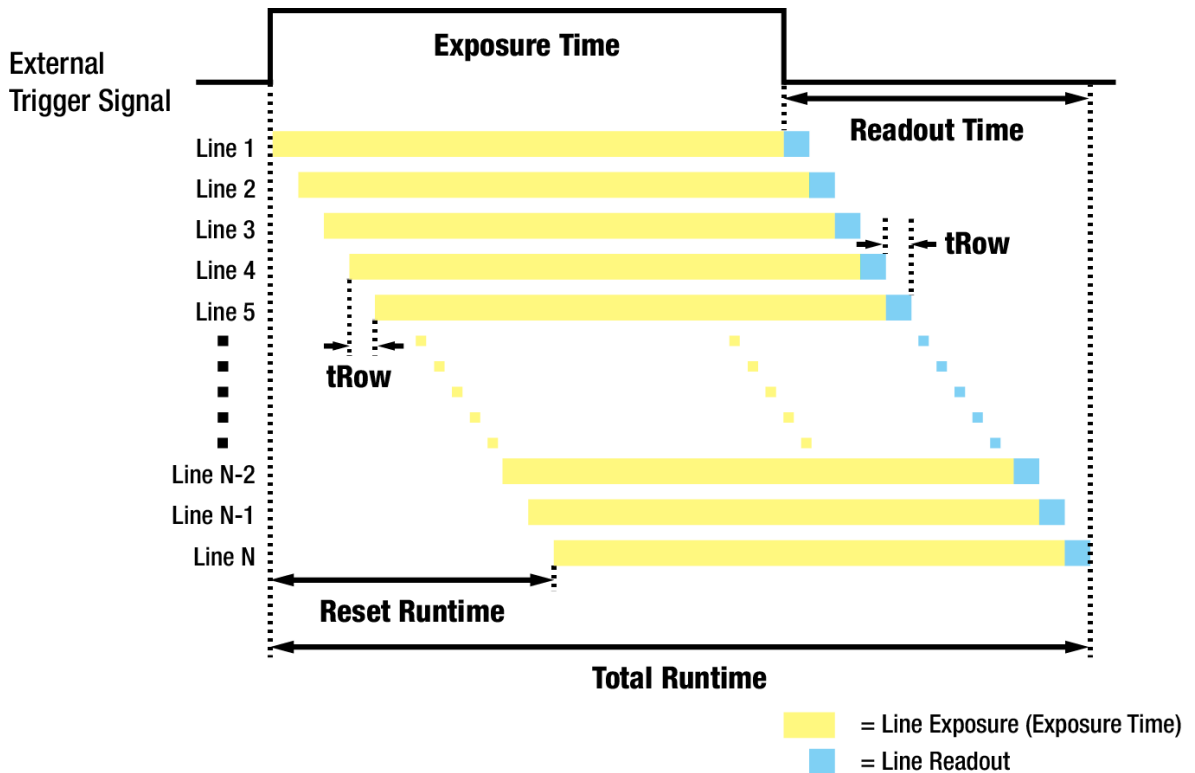 Exposure Time
External
Trigger Signal
Readout Time
Line 1
Line 2
Line 3
tRow
Line 4
Line 5
tRow
Line N-2
Line N-1
Line N
Reset Runtime
Total Runtime
= Line Exposure (Exposure Time)
= Line Readout